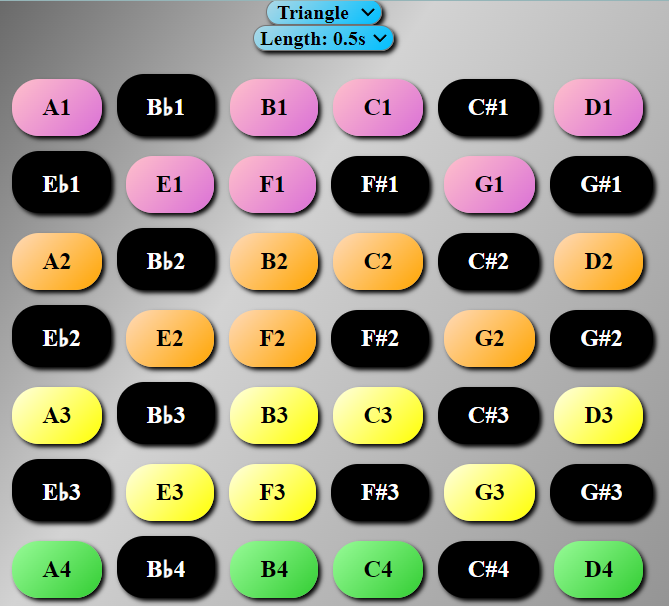 Triangle
Length: 0.5s
A1 B♭1 B1 C1 C#1 D1
E♭1 E1 F1 F#1 G1 G#1
A2 B♭2 B2 C2 C#2 D2
E♭2 E2 F2 F#2 G2 G#2
A3 B♭3 B3 C3 C#3 D3
E♭3 E3 F3 F#3 G3 G#3
A4 B♭4 B4 C4 C#4 D4